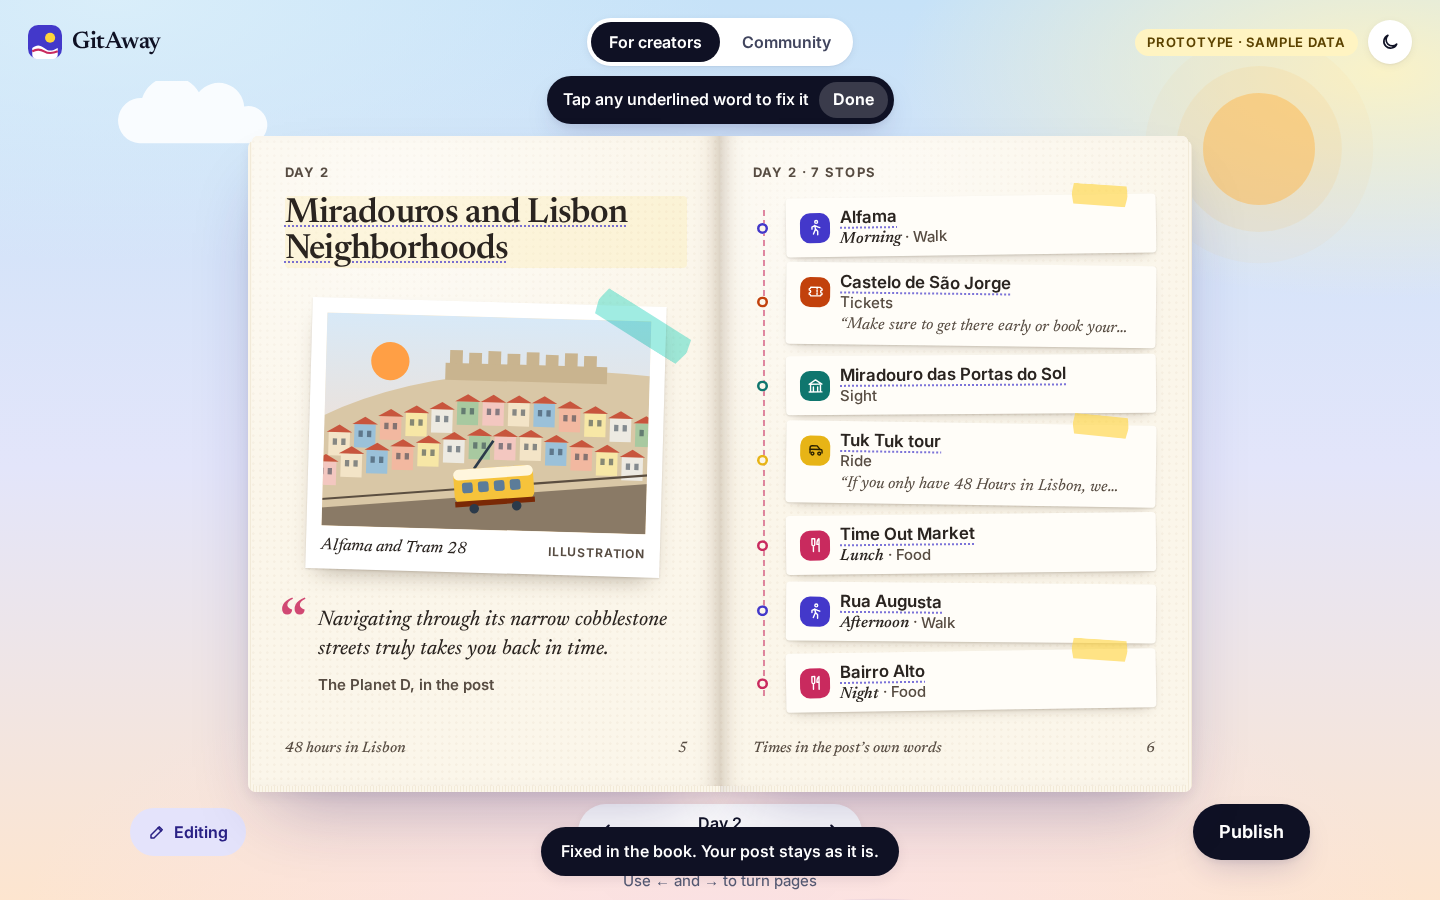 GitAway
For creators
Community
PROTOTYPE · SAMPLE DATA
Tap any underlined word to fix it
Done
DAY 2
Miradouros and Lisbon
Neighborhoods
Alfama and Tram 28
ILLUSTRATION
“
Navigating through its narrow cobblestone
streets truly takes you back in time.
The Planet D, in the post
48 hours in Lisbon
5
DAY 2 · 7 STOPS
Alfama
Morning · Walk
Castelo de São Jorge
Tickets
“Make sure to get there early or book your…
Miradouro das Portas do Sol
Sight
Tuk Tuk tour
Ride
“If you only have 48 Hours in Lisbon, we…
Time Out Market
Lunch · Food
Rua Augusta
Afternoon · Walk
Bairro Alto
Night · Food
Times in the post’s own words
6
Editing
Day 2
Fixed in the book. Your post stays as it is.
Use ← and → to turn pages
Publish